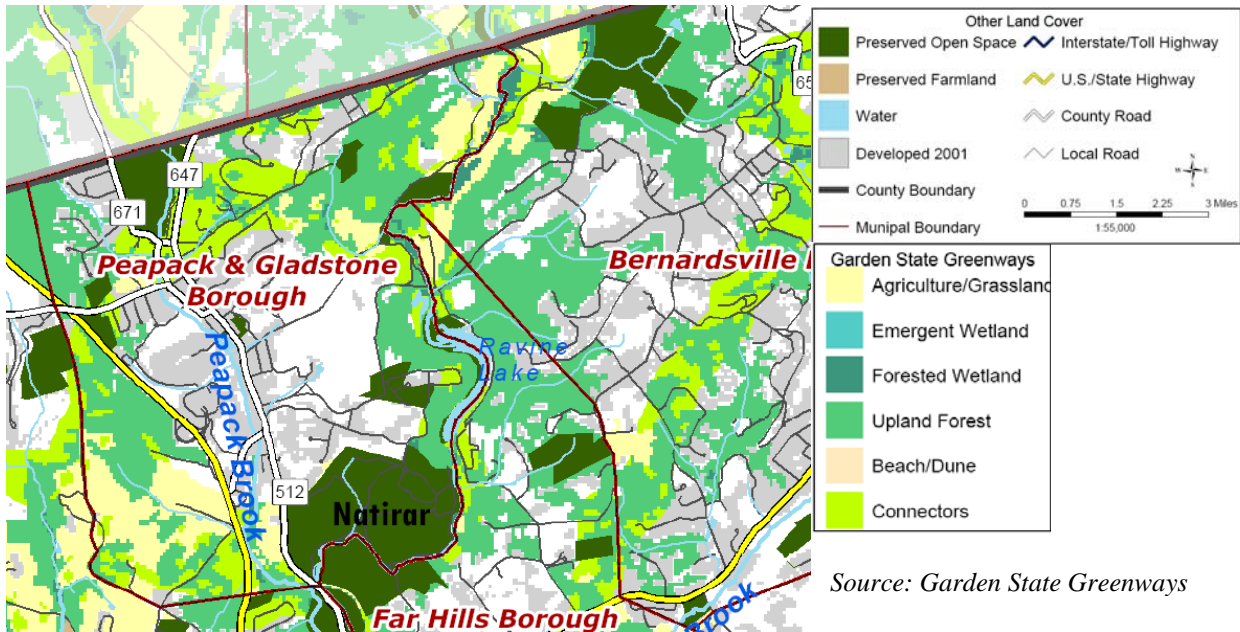 647
671
65
Peapack & Gladstone
Borough
Bernardsville
Ravine
Lake
Peapack Brook
512
Natirar
Far Hills Borough
Brook
Other Land Cover
Preserved Open Space
Interstate/Toll Highway
Preserved Farmland
U.S./State Highway
Water
County Road
Developed 2001
Local Road
County Boundary
N
W
E
S
0 0.75 1.5 2.25 3 Miles
1:55,000
Munipal Boundary
Garden State Greenways
Agriculture/Grassland
Emergent Wetland
Forested Wetland
Upland Forest
Beach/Dune
Connectors
Source: Garden State Greenways